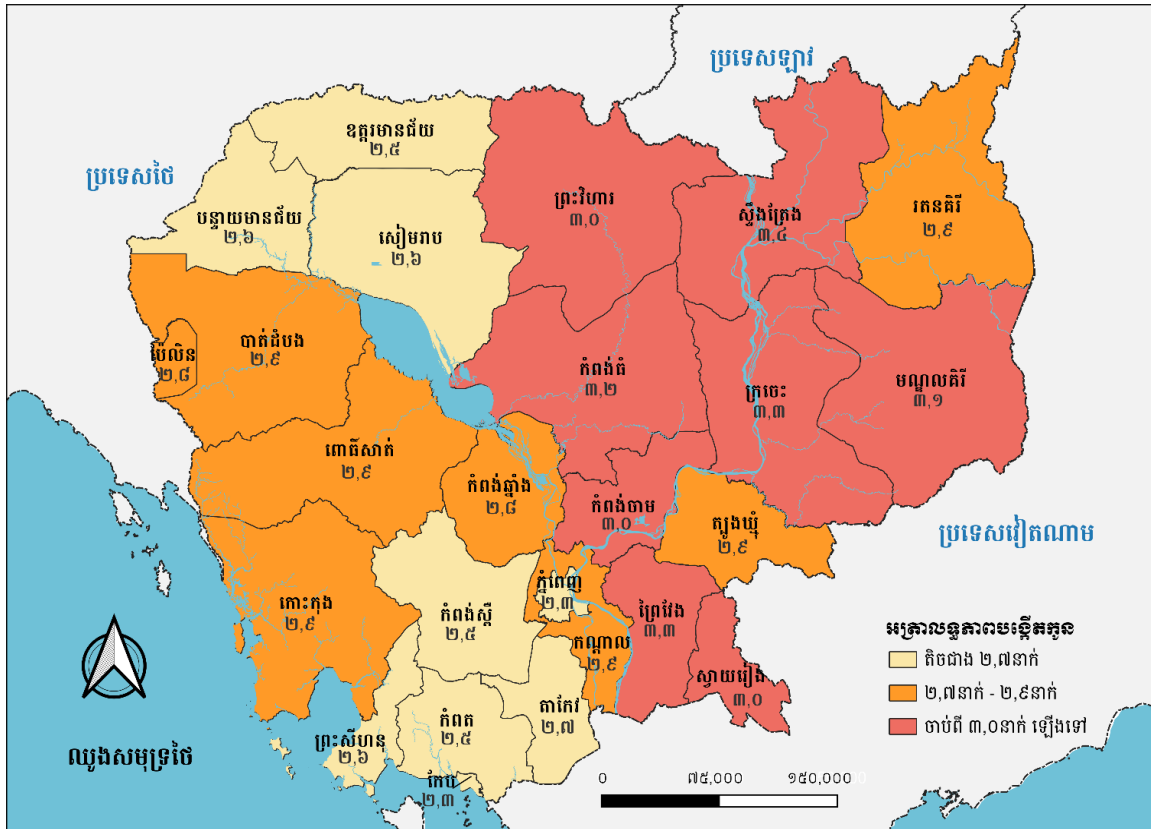 ប្រទេសឡាវ
ឧត្តរមានជ័យ
២,៥
ប្រទេសថៃ
បន្ទាយមានជ័យ
២,៦
សៀមរាប
២,៦
ព្រះវិហារ
៣,០
ស្ទឹងត្រែង
៣,៤
រតនគិរី
២,៩
បាត់ដំបង
២,៩
ប៉ៃលិន
២,៨
កំពង់ធំ
៣,២
ក្រចេះ
៣,៣
មណ្ឌលគិរី
៣,១
ពោធិ៍សាត់
២,៩
កំពង់ឆ្នាំង
២,៨
កំពង់ចាម
៣,០
ត្បូងឃ្មុំ
២,៩
ប្រទេសវៀតណាម
ភ្នំពេញ
២,៣
កោះកុង
២,៩
កំពង់ស្ពឺ
២,៥
កណ្តាល
២,៩
ព្រៃវែង
៣,៣
ស្វាយរៀង
៣,០
តាកែវ
២,៧
កំពត
២,៥
ព្រះសីហនុ
២,៦
កែប
២,៣
ឈូងសមុទ្រថៃ
អត្រាលទ្ធភាពបង្កើតកូន
តិចជាង ២,៧នាក់
២,៧នាក់ - ២,៩នាក់
ចាប់ពី ៣,០នាក់ ឡើងទៅ
០ ៧៥,០០០ ១៥០,០០០